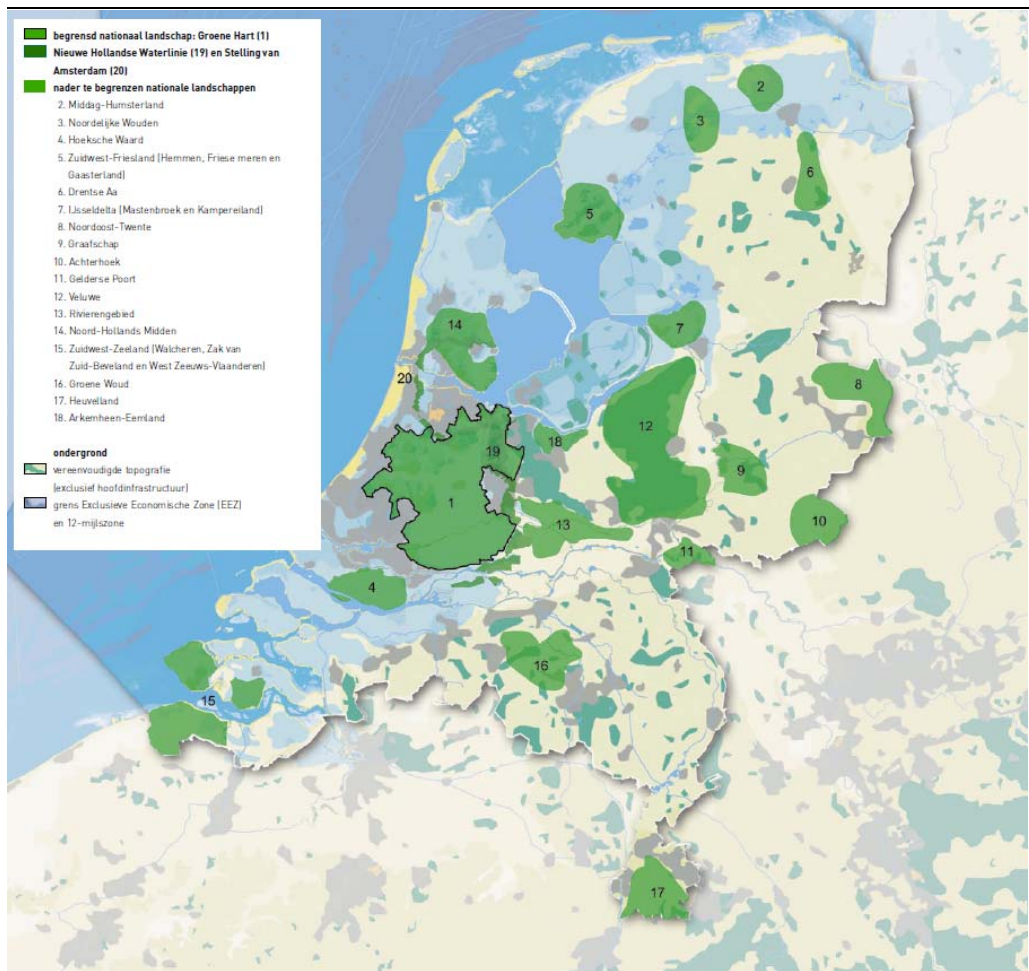 begrensd nationaal landschap: Groene Hart (1)
Nieuwe Hollandse Waterlinie (19) en Stelling van
Amsterdam (20)
nader te begrenzen nationale landschappen
2. Middag-Humsterland
3. Noordelijke Wouden
4. Hoeksche Waard
5. Zuidwest-Friesland (Hemmen, Friese meren en
Gaasterland)
6. Drentse Aa
7. IJsseldelta (Mastenbroek en Kampereiland)
8. Noordoost-Twente
9. Graafschap
10. Achterhoek
11. Gelderse Poort
12. Veluwe
13. Rivierengebied
14. Noord-Hollands Midden
15. Zuidwest-Zeeland (Walcheren, Zak van
Zuid-Beveland en West Zeeuws-Vlaanderen)
16. Groene Woud
17. Heuvelland
18. Arkemheen-Eemland
ondergrond
vereenvoudigde topografie
(exclusief hoofdinfrastructuur)
grens Exclusieve Economische Zone (EEZ)
en 12-mijlszone
2
3
6
5
14
7
20
8
12
19
18
9
1
13
10
11
4
16
15
17